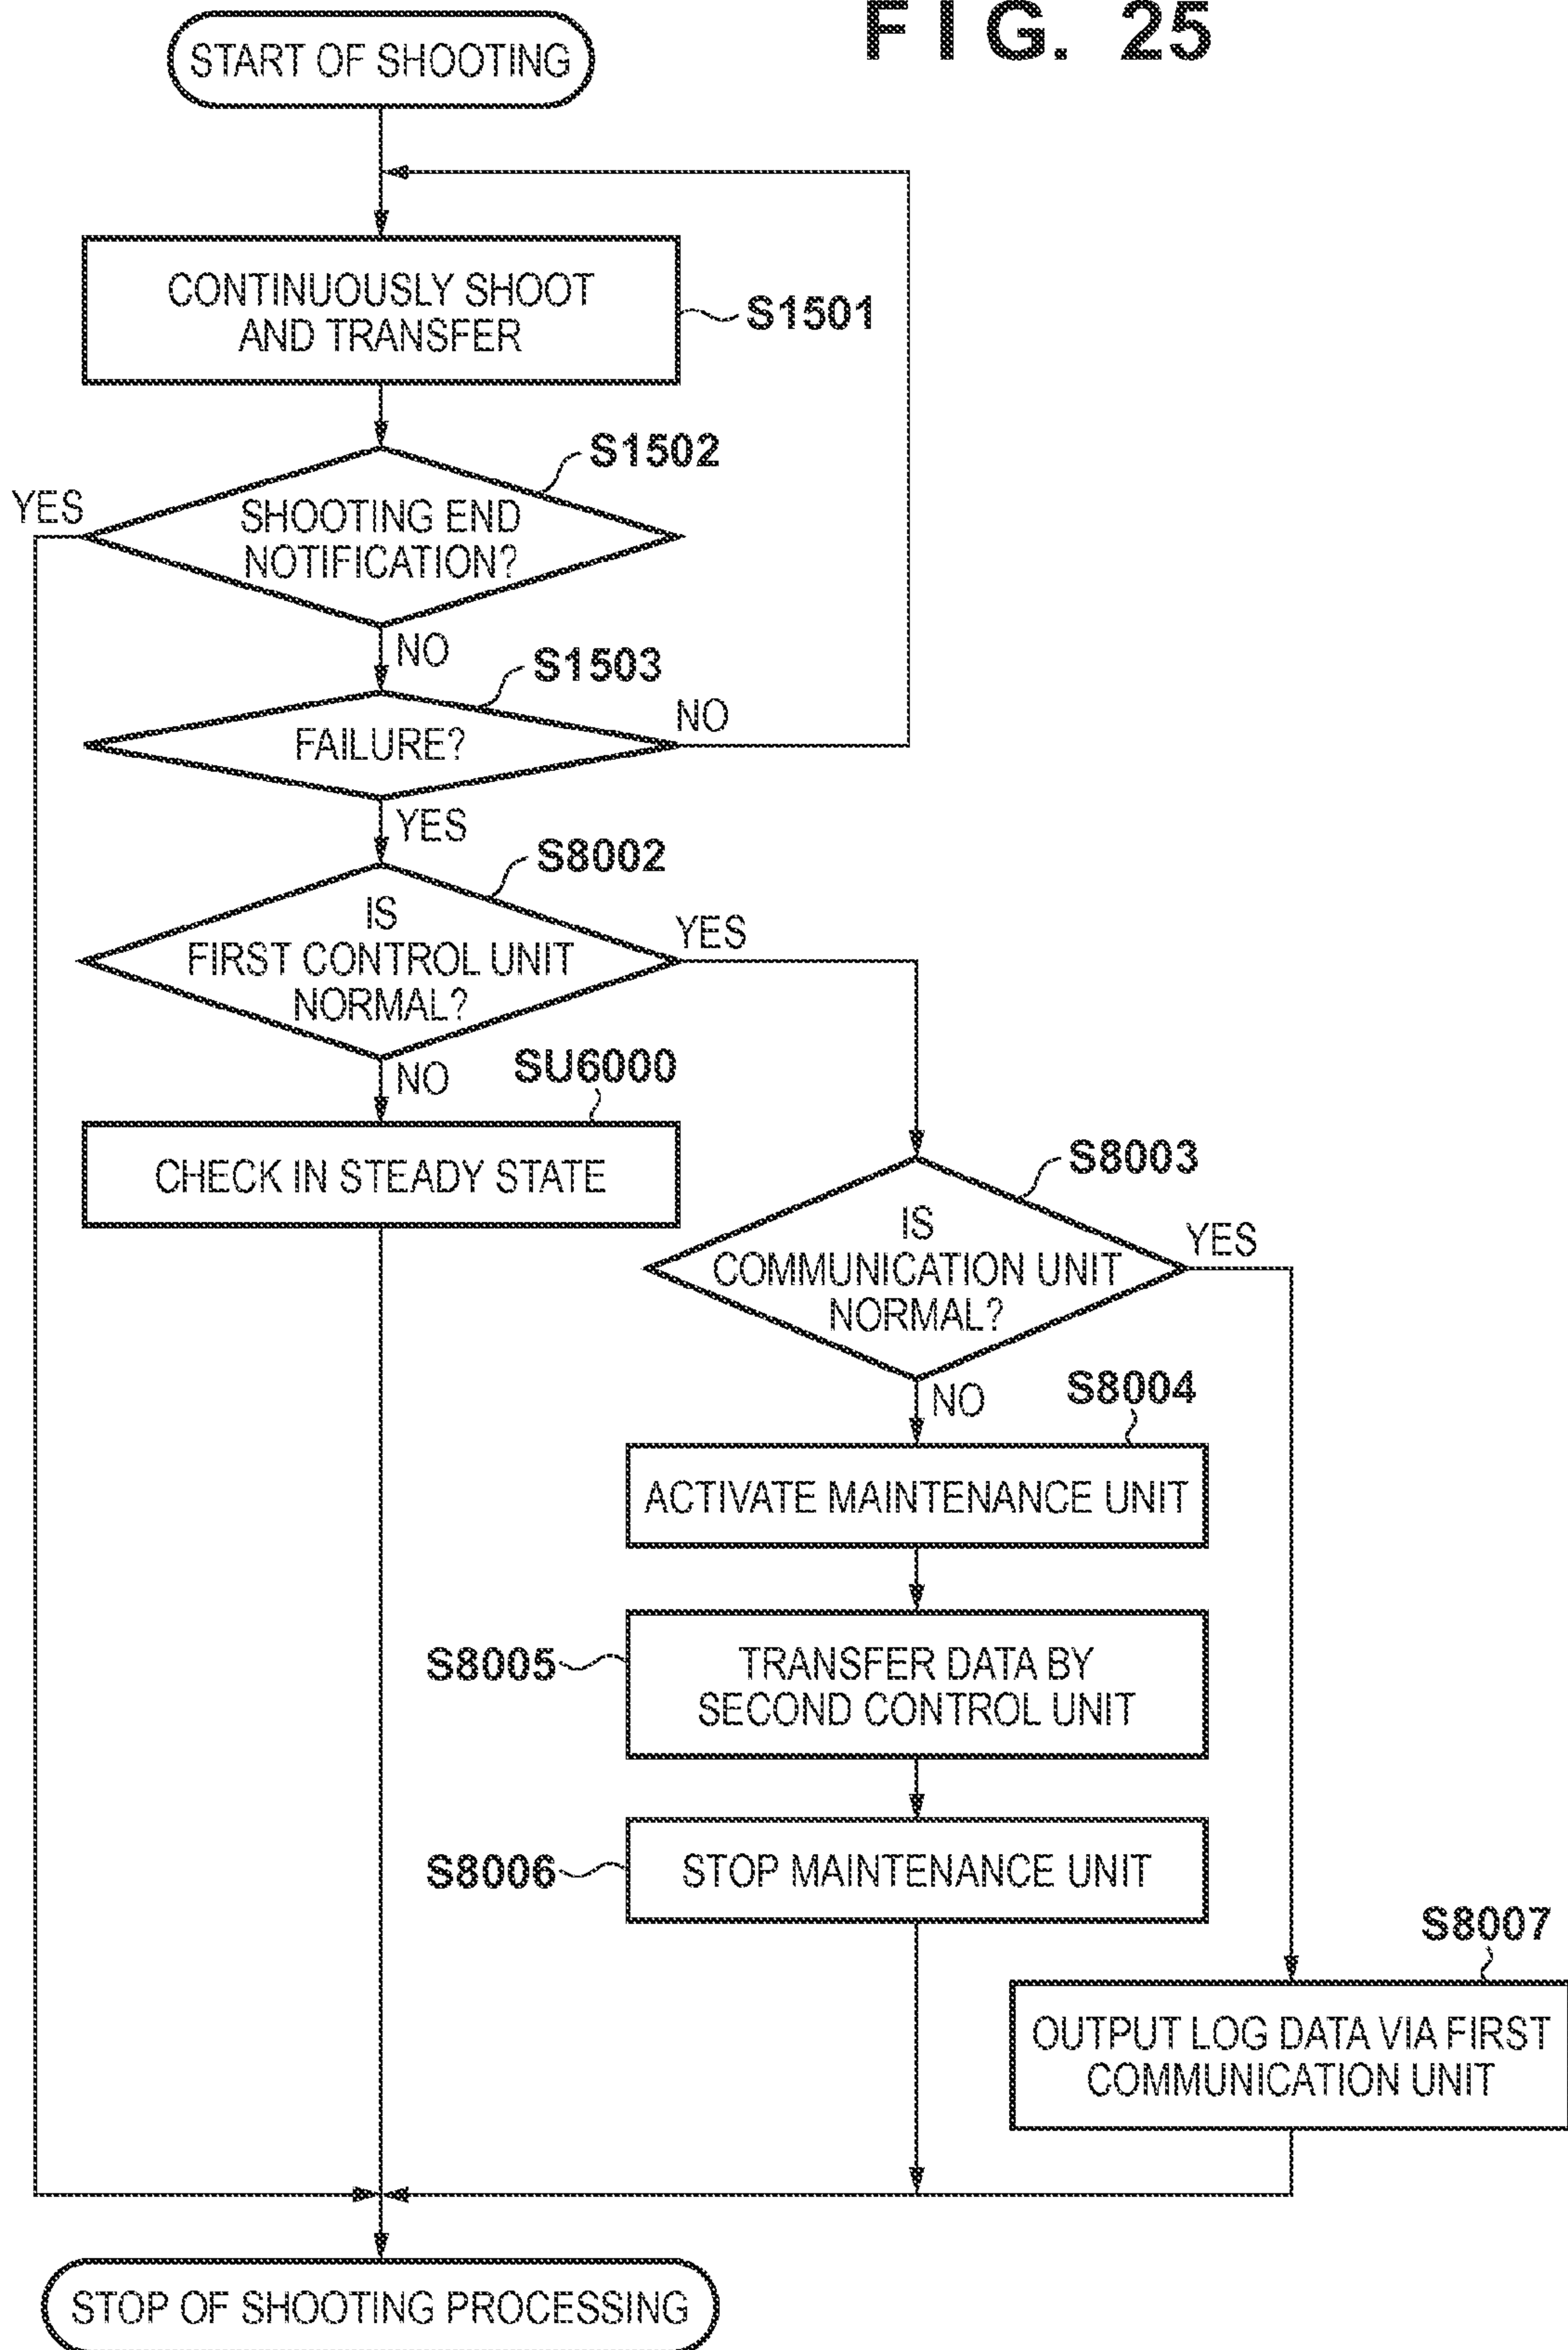 FIG. 25
START OF SHOOTING
CONTINUOUSLY SHOOT
AND TRANSFER
S1501
S1502
YES
SHOOTING END
NOTIFICATION?
NO
S1503
FAILURE?
NO
YES
S8002
IS
FIRST CONTROL UNIT
NORMAL?
YES
NO
SU6000
CHECK IN STEADY STATE
S8003
IS
COMMUNICATION UNIT
NORMAL?
YES
NO
S8004
ACTIVATE MAINTENANCE UNIT
S8005
TRANSFER DATA BY
SECOND CONTROL UNIT
S8006
STOP MAINTENANCE UNIT
S8007
OUTPUT LOG DATA VIA FIRST
COMMUNICATION UNIT
STOP OF SHOOTING PROCESSING